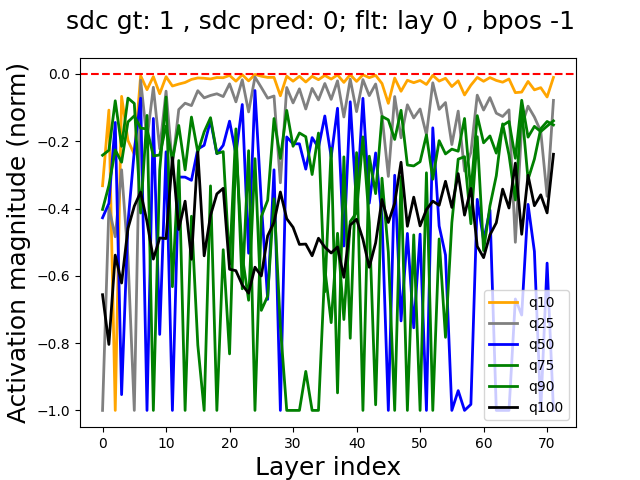 sdc gt: 1 , sdc pred: 0; flt: lay 0 , bpos -1
Activation magnitude (norm)
0.0
−0.2
−0.4
−0.6
−0.8
−1.0
0 10 20 30 40 50 60 70
Layer index
q10
q25
q50
q75
q90
q100